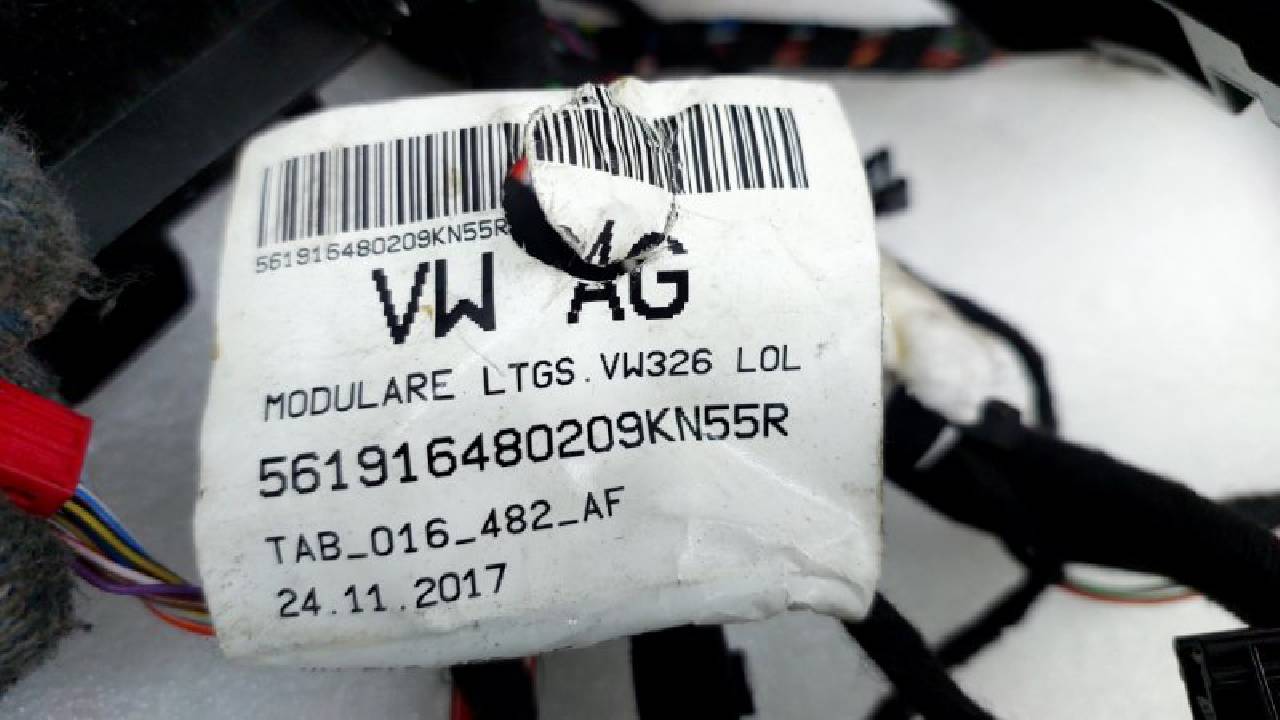 561916480209KN55R
VW AG
MODULARE LTGS.VW326 LOL
561916480209KN55R
TAB_016_482_AF
24.11.2017